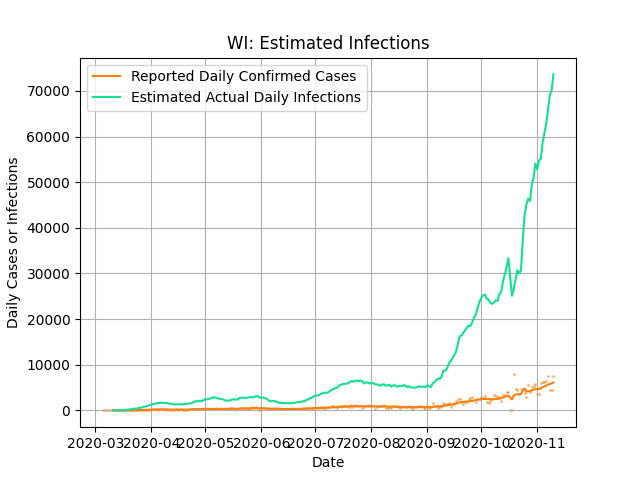 WI: Estimated Infections
Reported Daily Confirmed Cases
Estimated Actual Daily Infections
70000
60000
50000
40000
30000
20000
10000
0
Daily Cases or Infections
2020-03 2020-04 2020-05 2020-06 2020-07 2020-08 2020-09 2020-10 2020-11
Date